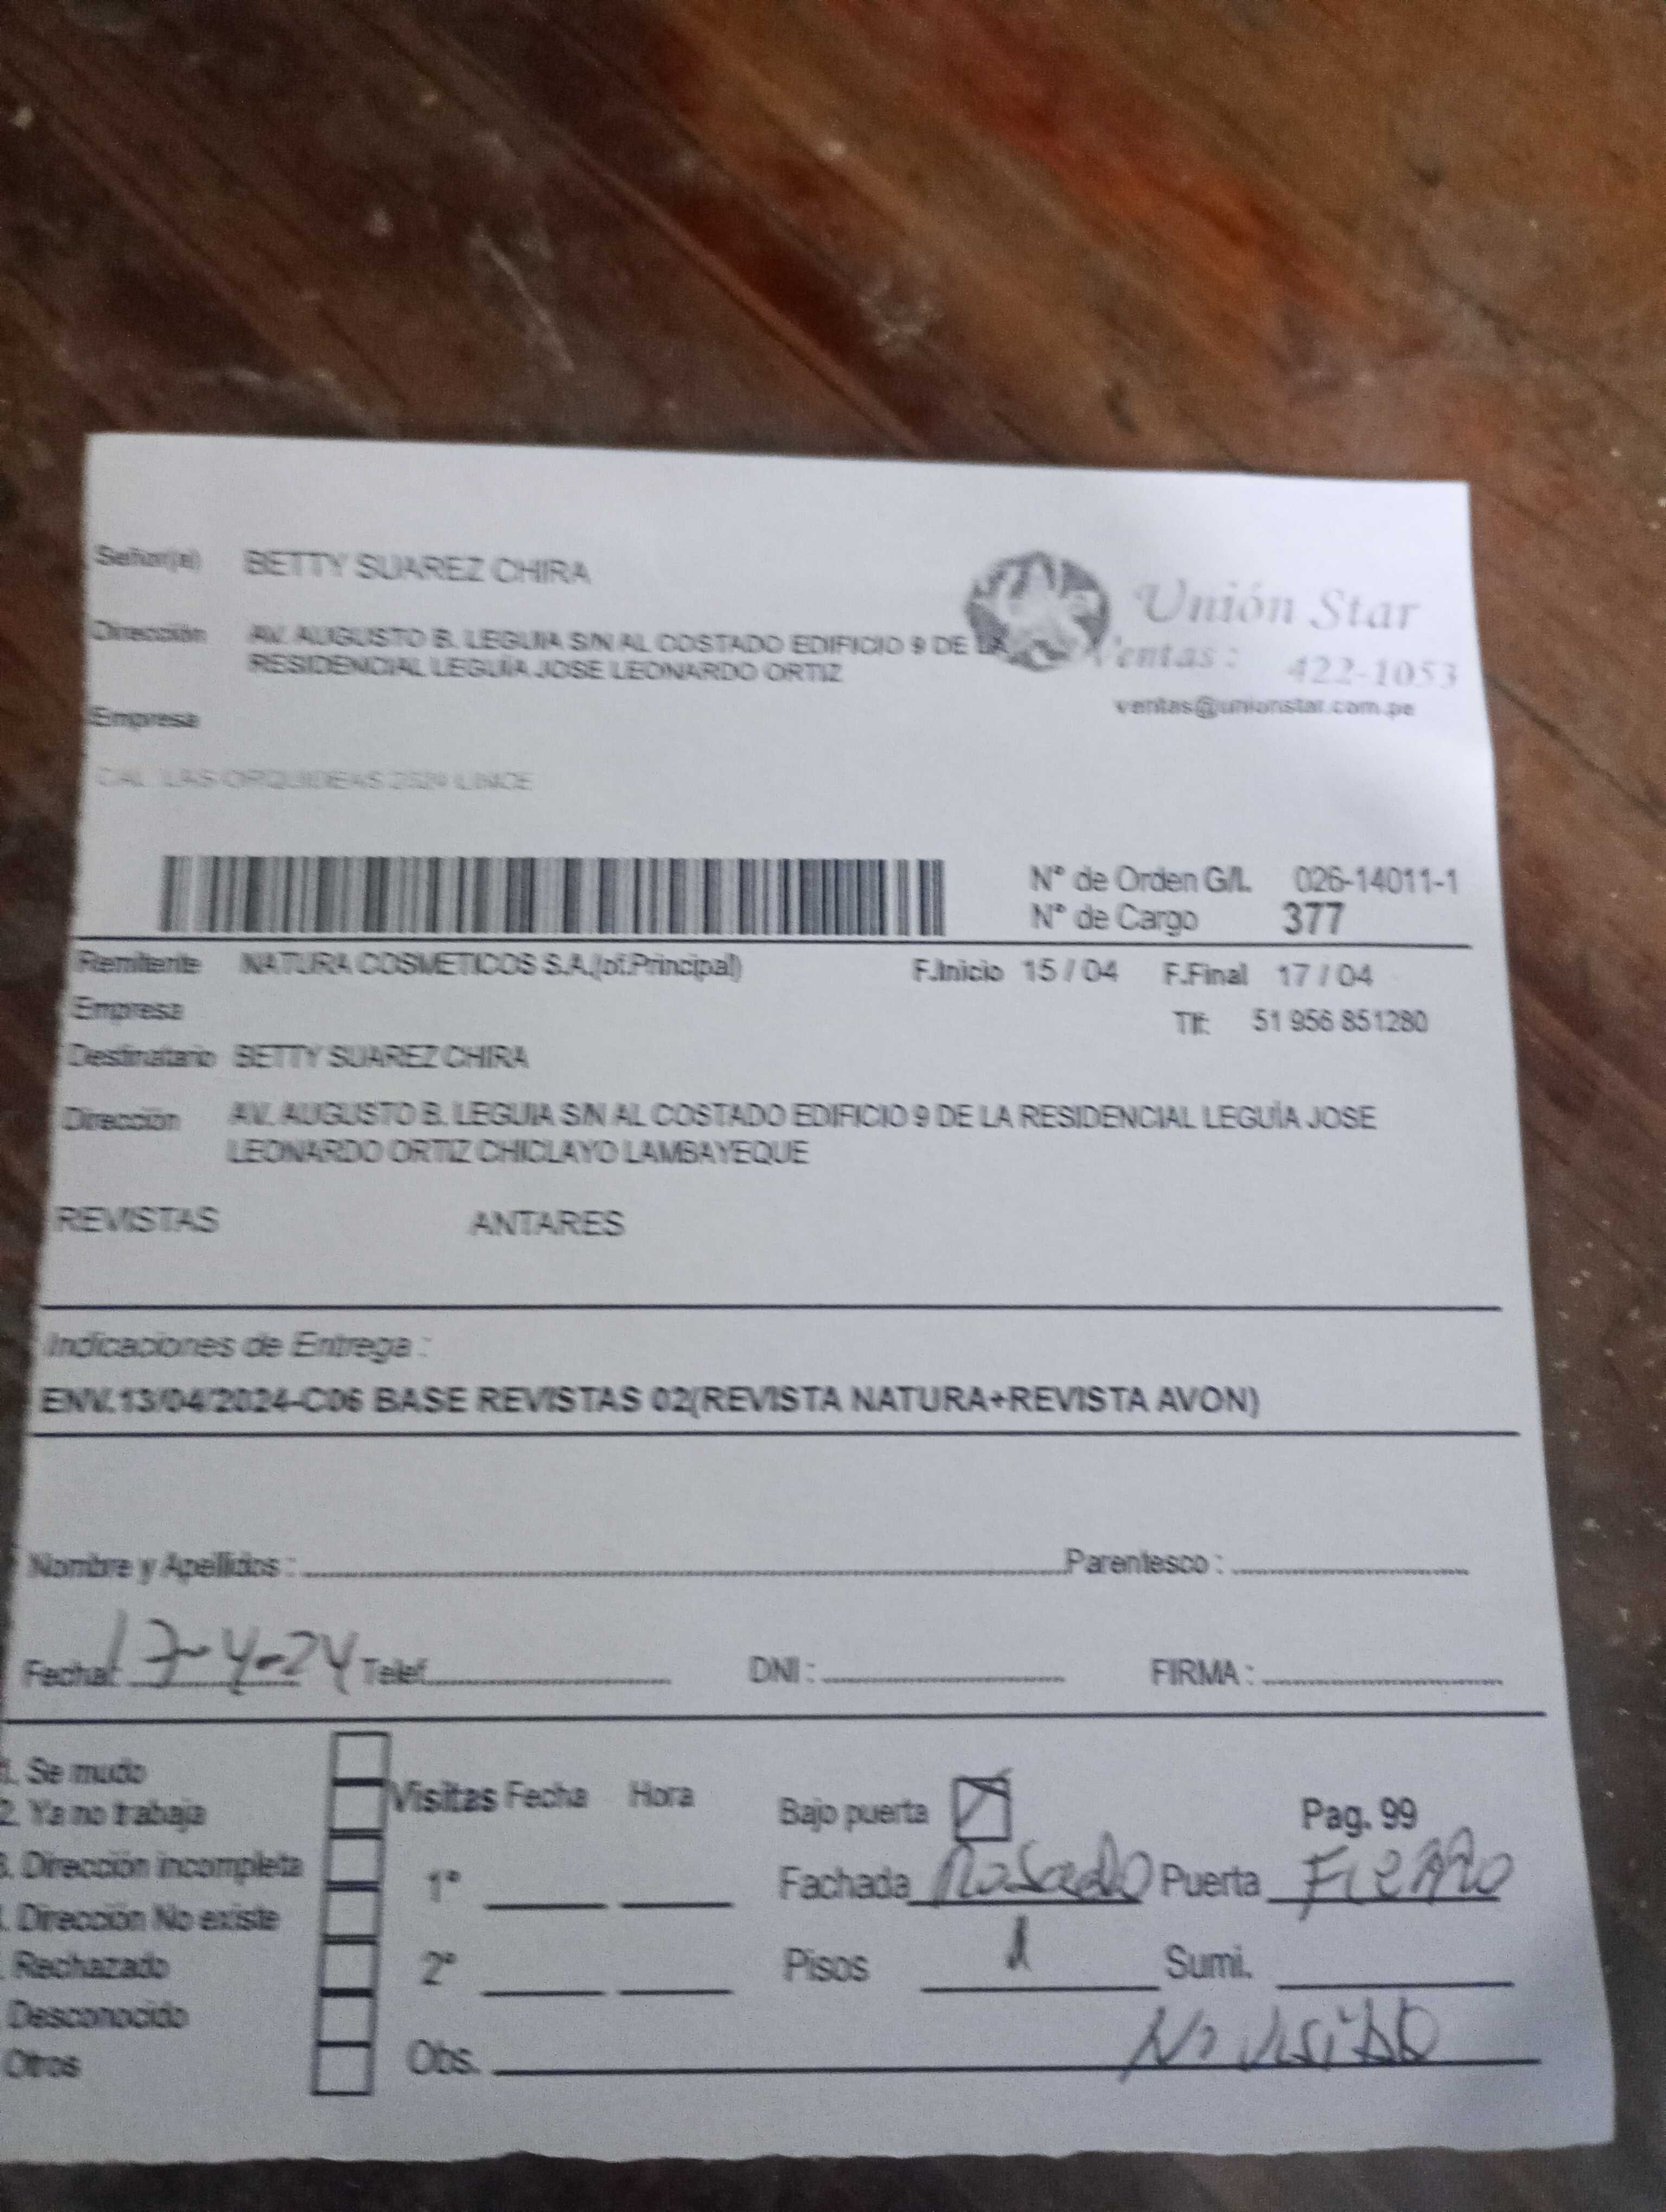 Señor(a) BETTY SUAREZ CHIRA
Unión Star
Dirección AV. AUGUSTO B. LEGUIA S/N AL COSTADO EDIFICIO 9 DE LA
RESIDENCIAL LEGUÍA JOSE LEONARDO ORTIZ
Ventas: 422-1053
ventas@unionstar.com.pe
Empresa
CAL. LAS ORQUIDEAS LINCE
Nº de Orden G/L 026-14011-1
Nº de Cargo 377
Remitente NATURA COSMETICOS S.A.(of.Principal) F.Inicio 15 / 04 F.Final 17 / 04
Empresa
Tlf: 51 956 851280
Destinatario BETTY SUAREZ CHIRA
Dirección AV. AUGUSTO B. LEGUIA S/N AL COSTADO EDIFICIO 9 DE LA RESIDENCIAL LEGUÍA JOSE
LEONARDO ORTIZ CHICLAYO LAMBAYEQUE
REVISTAS ANTARES
Indicaciones de Entrega :
ENV.13/04/2024-C06 BASE REVISTAS 02(REVISTA NATURA+REVISTA AVON)
Nombre y Apellidos : Parentesco :
Fecha: 17-4-24 Telef. DNI : FIRMA :
1. Se mudo
2. Ya no trabaja
3. Dirección incompleta
. Dirección No existe
. Rechazado
Desconocido
Otros
Visitas Fecha Hora
1°
2°
Obs. No visible
Bajo puerta Pag. 99
Fachada Rosado Puerta Fierro
Pisos 1 Sumi.